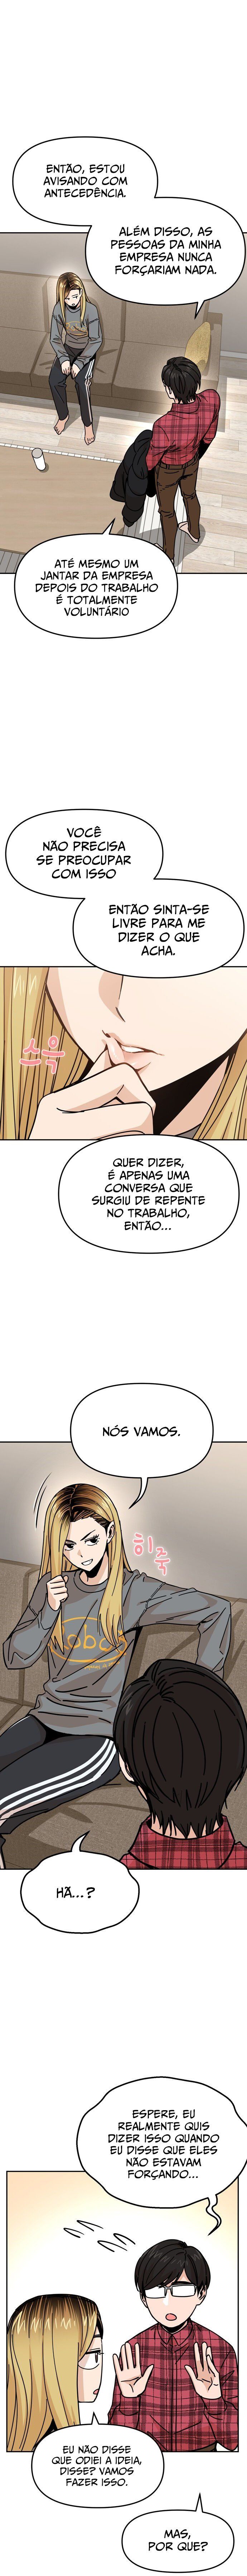 ENTÃO, ESTOU
AVISANDO COM
ANTECEDÊNCIA.
ALÉM DISSO, AS
PESSOAS DA MINHA
EMPRESA NUNCA
FORÇARIAM NADA.
ATÉ MESMO UM
JANTAR DA EMPRESA
DEPOIS DO TRABALHO
É TOTALMENTE
VOLUNTÁRIO
VOCÊ
NÃO PRECISA
SE PREOCUPAR
COM ISSO
ENTÃO SINTA-SE
LIVRE PARA ME
DIZER O QUE
ACHA.
스윽
QUER DIZER,
É APENAS UMA
CONVERSA QUE
SURGIU DE REPENTE
NO TRABALHO,
ENTÃO...
NÓS VAMOS.
히죽
HÃ...?
ESPERE, EU
REALMENTE QUIS
DIZER ISSO QUANDO
EU DISSE QUE ELES
NÃO ESTAVAM
FORÇANDO...
EU NÃO DISSE
QUE ODIEI A IDEIA,
DISSE? VAMOS
FAZER ISSO.
MAS,
POR QUE?